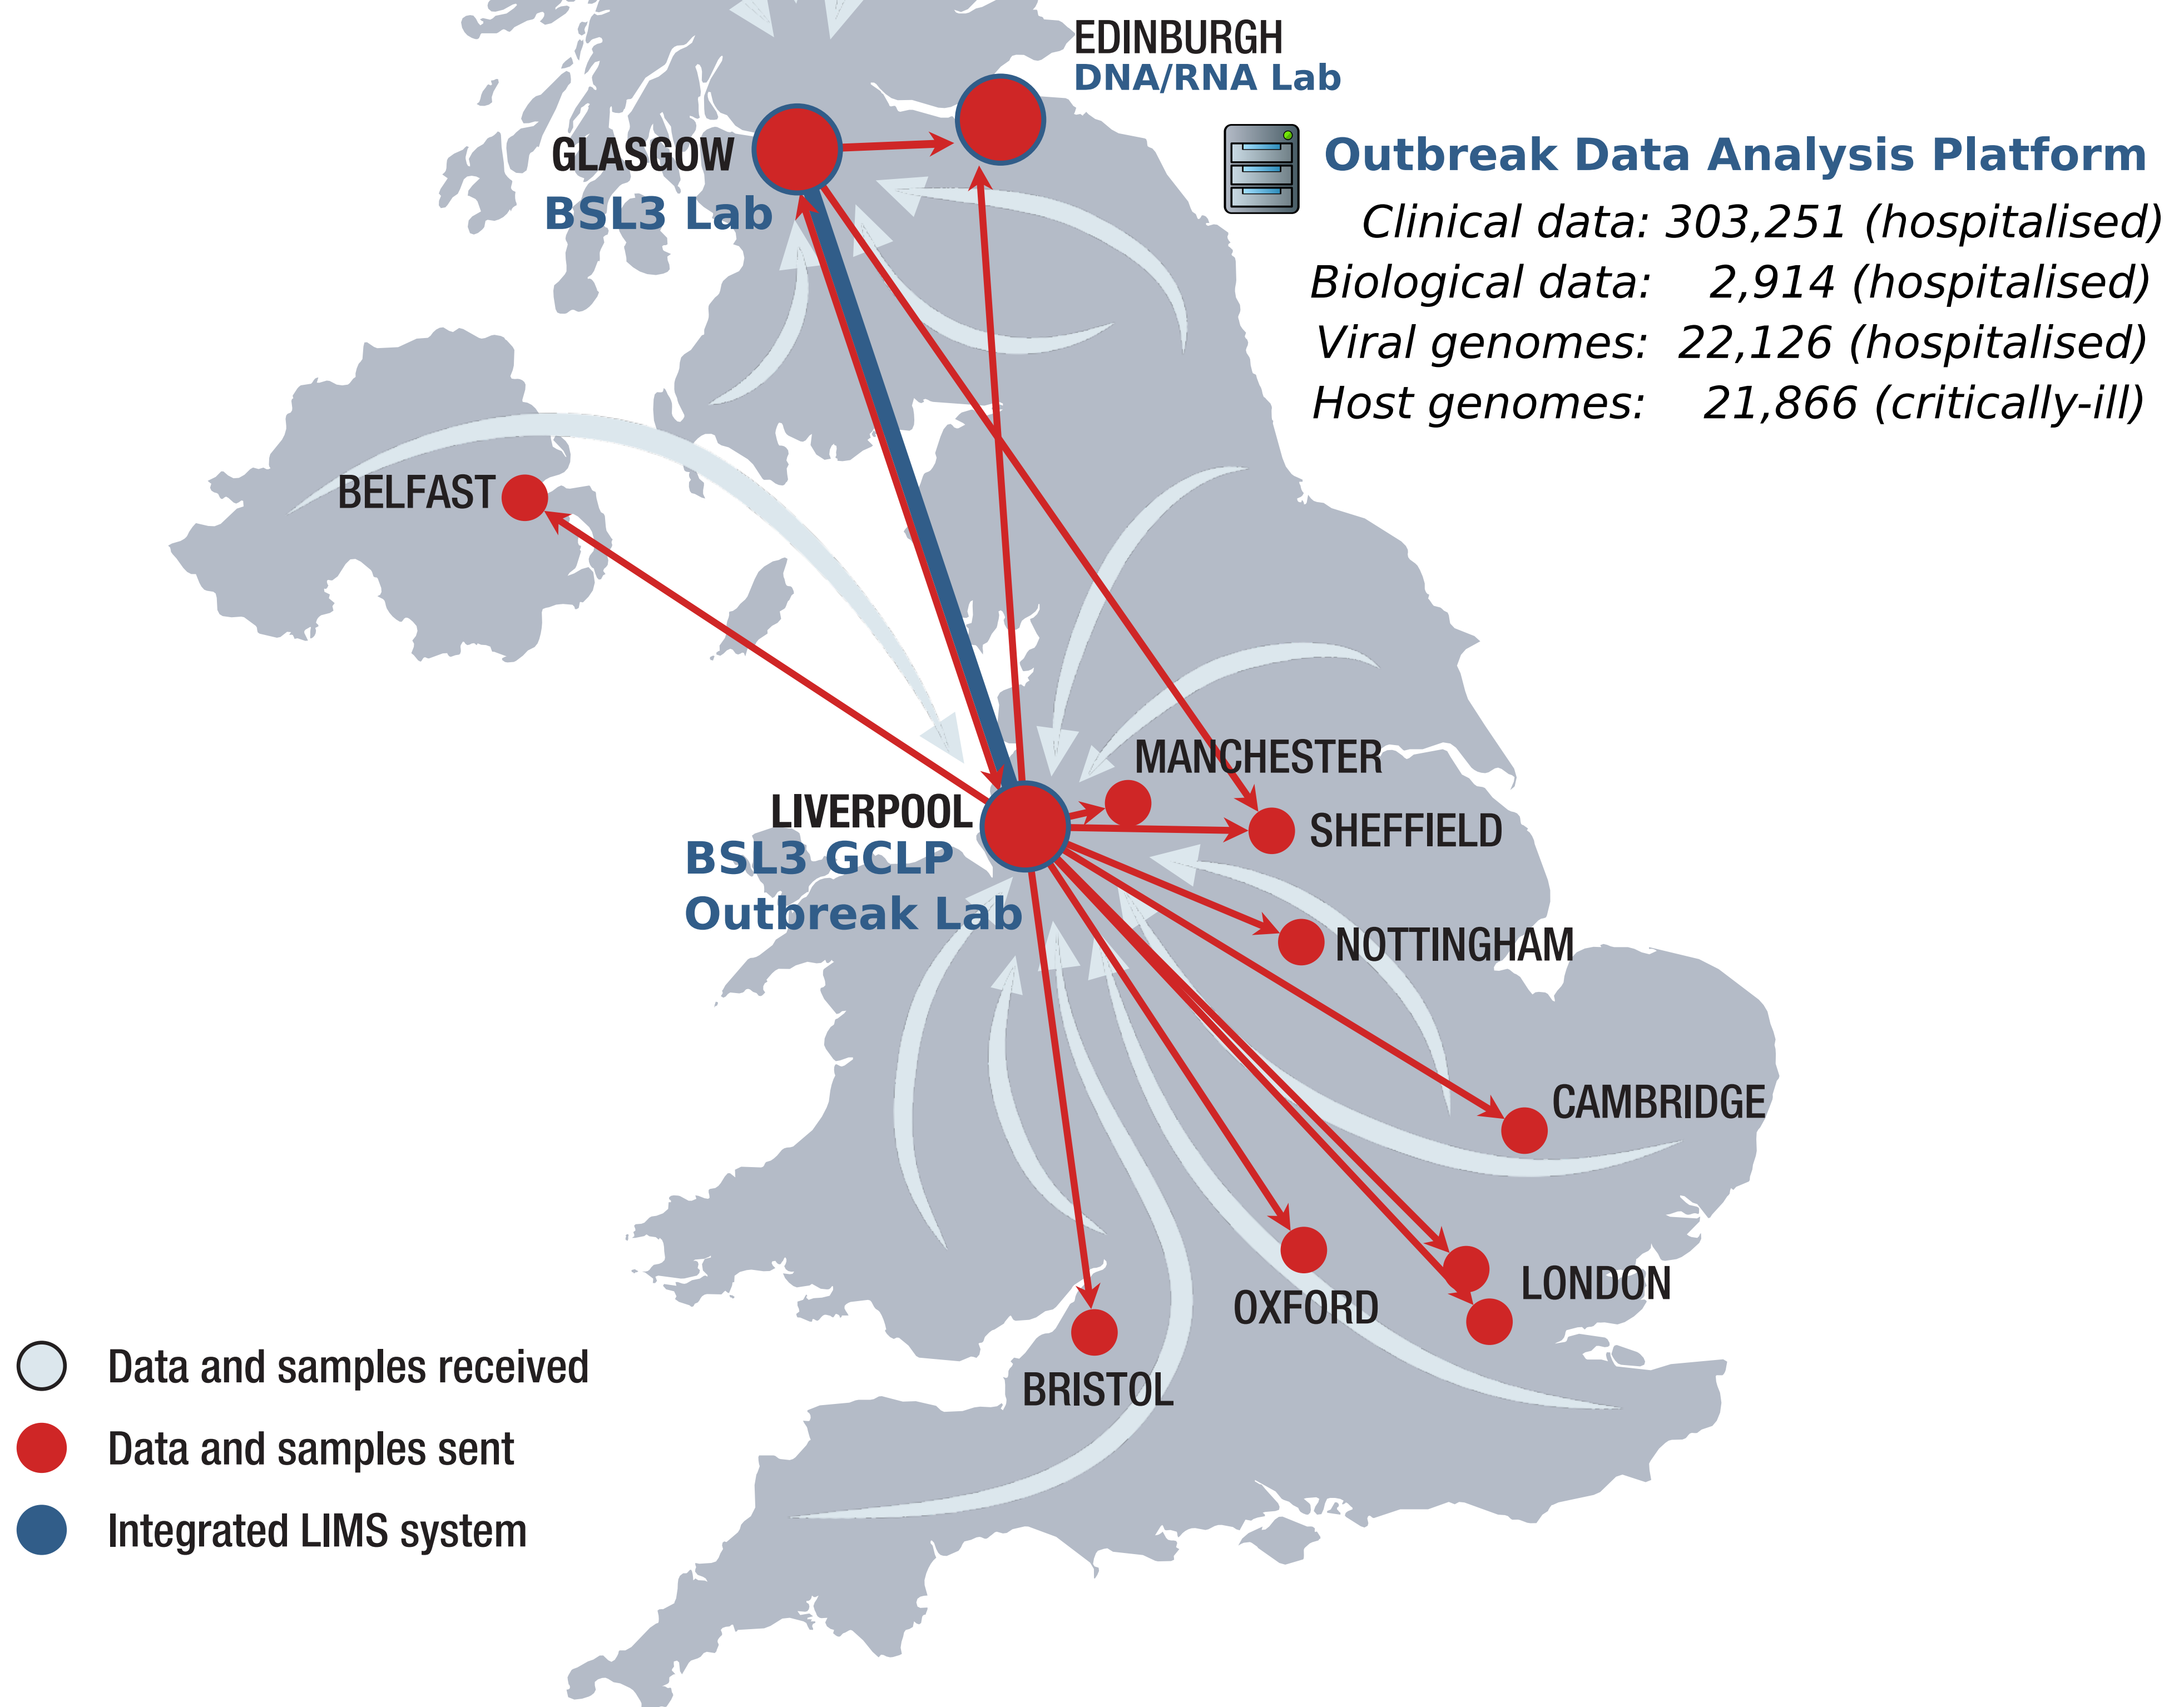 EDINBURGH
DNA/RNA Lab
GLASGOW
BSL3 Lab
Outbreak Data Analysis Platform
Clinical data: 303,251 (hospitalised)
Biological data: 2,914 (hospitalised)
Viral genomes: 22,126 (hospitalised)
Host genomes: 21,866 (critically-ill)
BELFAST
MANCHESTER
LIVERPOOL
BSL3 GCLP
Outbreak Lab
SHEFFIELD
NOTTINGHAM
CAMBRIDGE
LONDON
OXFORD
BRISTOL
Data and samples received
Data and samples sent
Integrated LIMS system